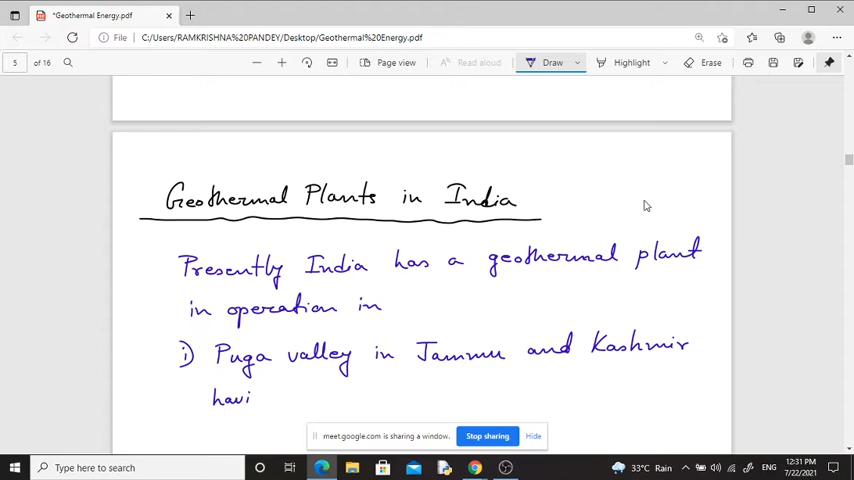 *Geothermal Energy.pdf
File
C:/Users/RAMKRISHNA%20PANDEY/Desktop/Geothermal%20Energy.pdf
5 of 16
Page view
Read aloud
Draw
Highlight
Erase
Geothermal Plants in India
Presently India has a geothermal plant
in operation in
i) Puga valley in Jammu and Kashmir
havi
meet.google.com is sharing a window.
Stop sharing
Hide
Type here to search
33°C Rain
ENG
12:31 PM
7/22/2021